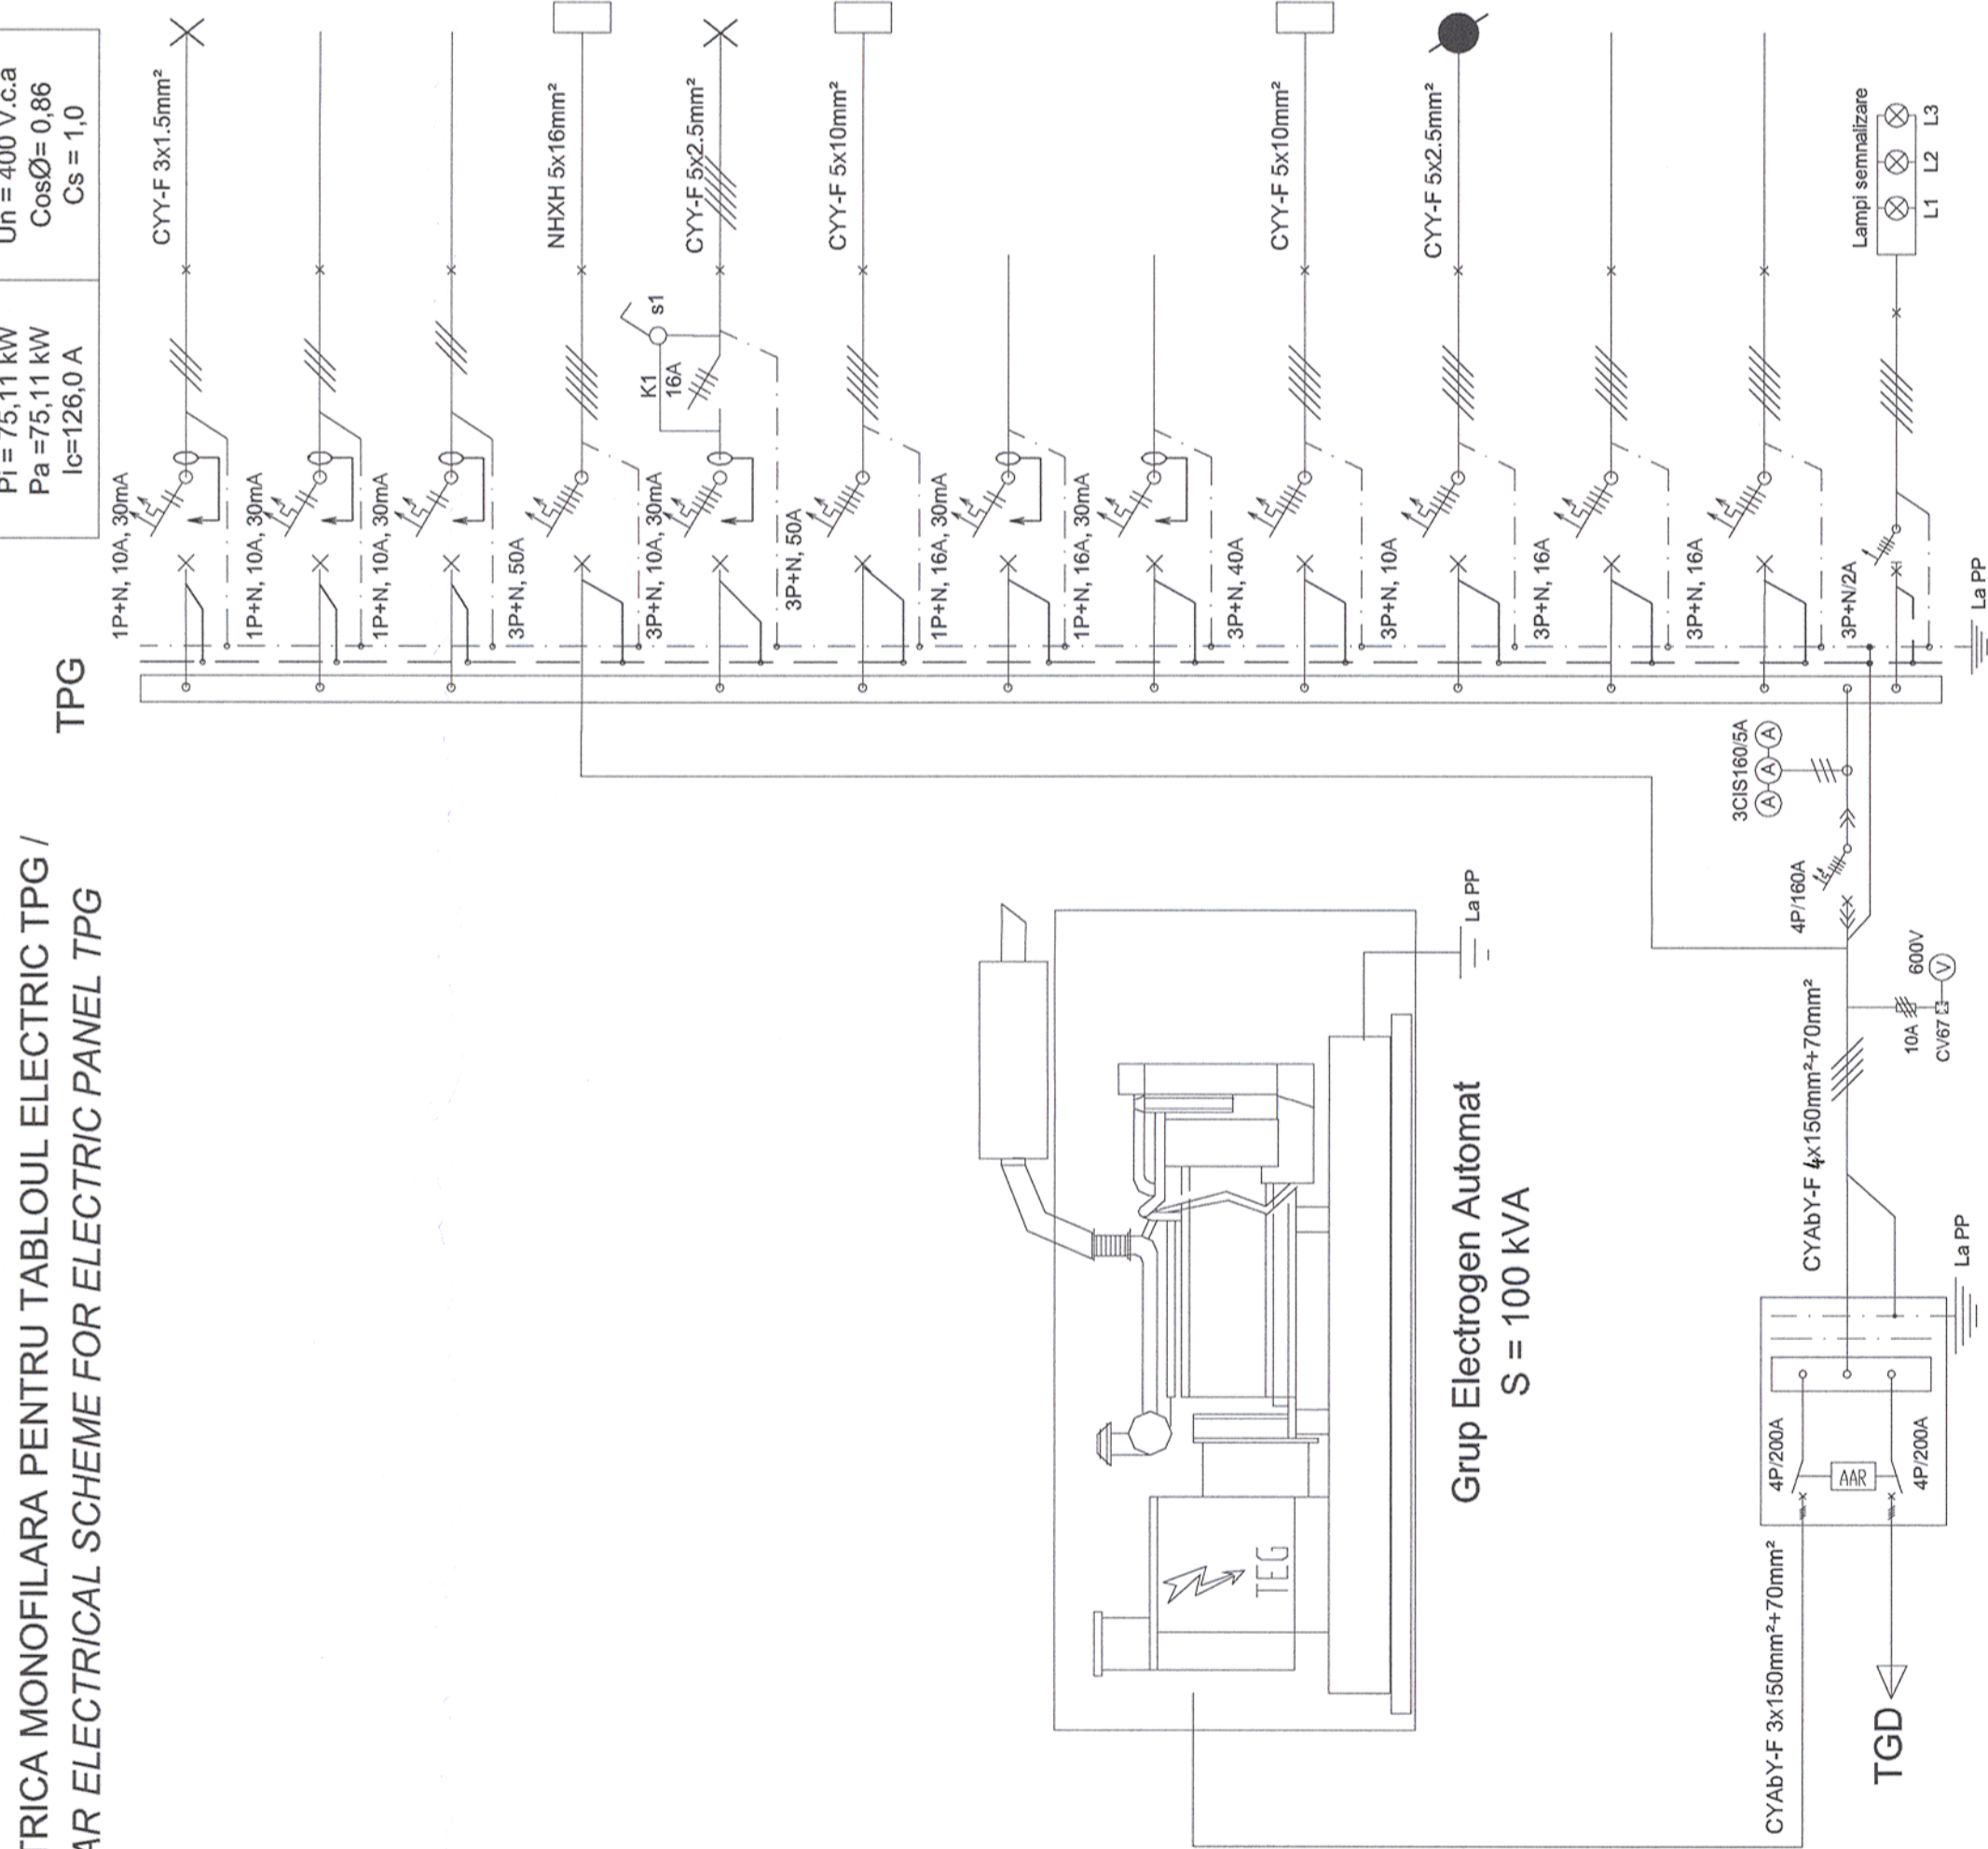 TRICA MONOFILARA PENTRU TABLOUL ELECTRIC TPG /
AR ELECTRICAL SCHEME FOR ELECTRIC PANEL TPG
TPG
Pi = 75,11 kW
Pa =75,11 kW
Ic=126,0 A
Un = 400 V.c.a
CosØ= 0,86
Cs = 1,0
1P+N, 10A, 30mA
CYY-F 3x1.5mm²
1P+N, 10A, 30mA
1P+N, 10A, 30mA
3P+N, 50A
NHXH 5x16mm²
3P+N, 10A, 30mA
K1
16A
s1
CYY-F 5x2.5mm²
3P+N, 50A
CYY-F 5x10mm²
1P+N, 16A, 30mA
1P+N, 16A, 30mA
3P+N, 40A
CYY-F 5x10mm²
3P+N, 10A
CYY-F 5x2.5mm²
3P+N, 16A
3P+N, 16A
3P+N/2A
Lampi semnalizare
L1 L2 L3
La PP
3CIS160/5A
A A A
4P/160A
La PP
Grup Electrogen Automat
S = 100 kVA
TEG
CYAbY-F 4x150mm²+70mm²
10A
600V
CV67
V
La PP
4P/200A
AAR
4P/200A
CYAbY-F 3x150mm²+70mm²
TGD